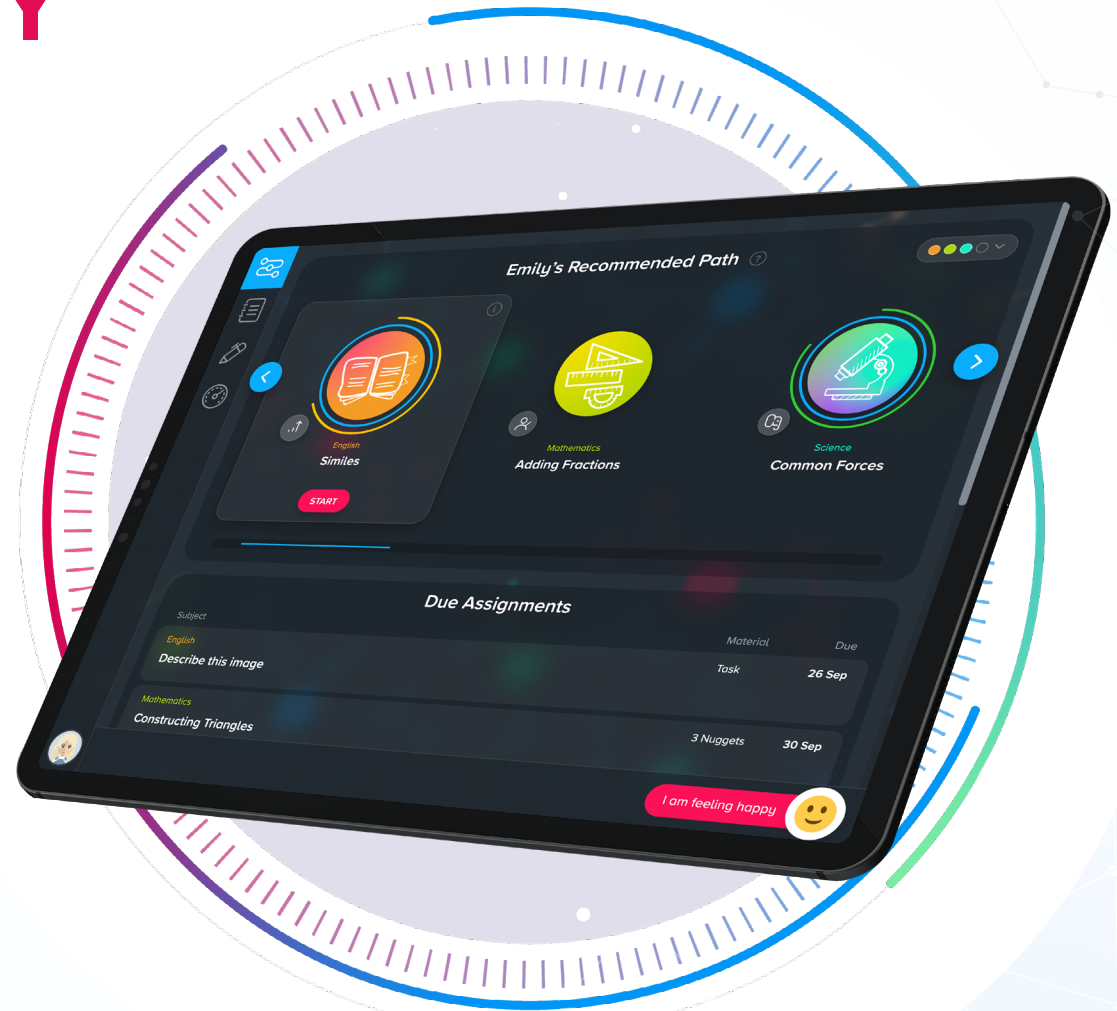 Y
Emily's Recommended Path
English
Similes
START
Mathematics
Adding Fractions
Science
Common Forces
Due Assignments
Subject
Material
Due
English
Describe this image
Task
26 Sep
Mathematics
Constructing Triangles
3 Nuggets
30 Sep
I am feeling happy